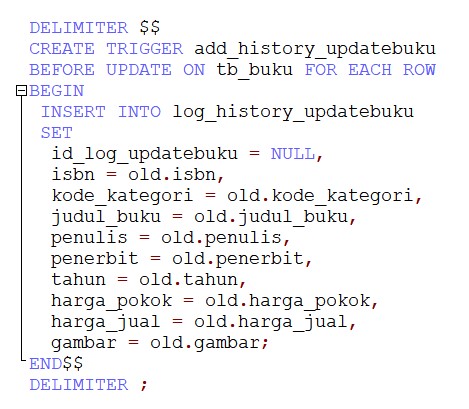 DELIMITER $$
CREATE TRIGGER add_history_updatebuku
BEFORE UPDATE ON tb_buku FOR EACH ROW
BEGIN
INSERT INTO log_history_updatebuku
SET
id_log_updatebuku = NULL,
isbn = old.isbn,
kode_kategori = old.kode_kategori,
judul_buku = old.judul_buku,
penulis = old.penulis,
penerbit = old.penerbit,
tahun = old.tahun,
harga_pokok = old.harga_pokok,
harga_jual = old.harga_jual,
gambar = old.gambar;
END$$
DELIMITER ;